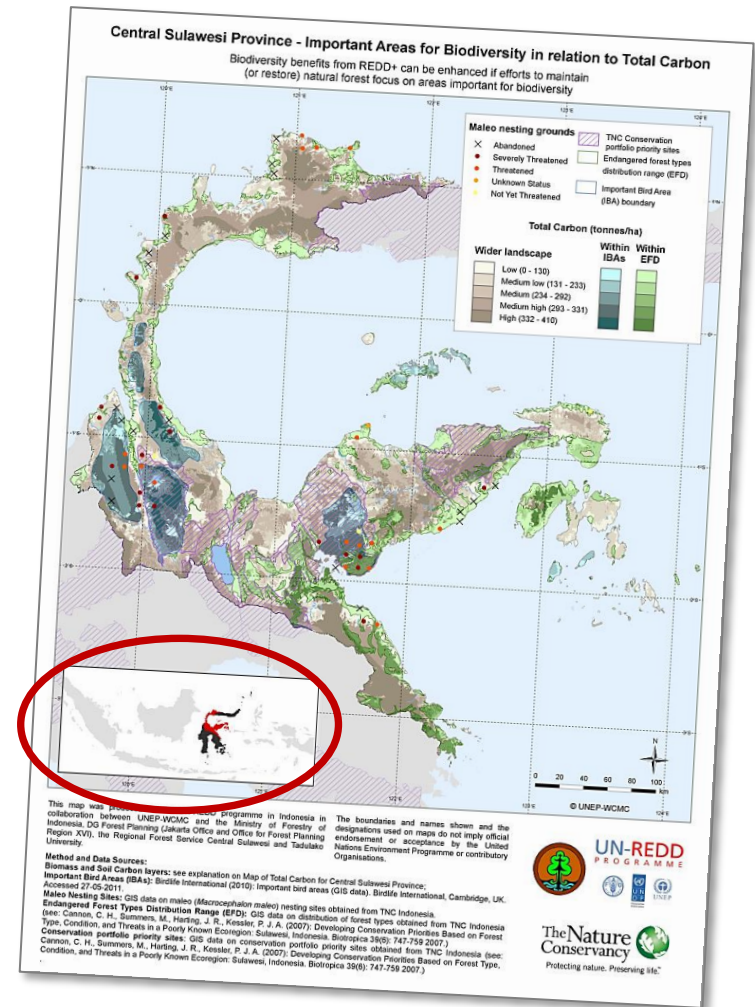 Central Sulawesi Province - Important Areas for Biodiversity in relation to Total Carbon
Biodiversity benefits from REDD+ can be enhanced if efforts to maintain
(or restore) natural forest focus on areas important for biodiversity
Maleo nesting grounds
Abandoned
Severely Threatened
Threatened
Unknown Status
Not Yet Threatened
TNC Conservation
portfolio priority sites
Endangered forest types
distribution range (EFD)
Important Bird Area
(IBA) boundary
Total Carbon (tonnes/ha)
Wider landscape
Within
IBAs
Within
EFD
Low (0 - 130)
Medium low (131 - 233)
Medium (234 - 292)
Medium high (293 - 331)
High (332 - 410)
N
0 20 40 60 80 100
km
© UNEP-WCMC
This map was REDD programme in Indonesia in
collaboration between UNEP-WCMC and the Ministry of Forestry of
Indonesia, DG Forest Planning (Jakarta Office and Office for Forest Planning
Region XVI), the Regional Forest Service Central Sulawesi and Tadulako
University.
The boundaries and names shown and the
designations used on maps do not imply official
endorsement or acceptance by the United
Nations Environment Programme or contributory
Organisations.
Method and Data Sources:
Biomass and Soil Carbon layers: see explanation on Map of Total Carbon for Central Sulawesi Province;
Important Bird Areas (IBAs): Birdlife International (2010): Important bird areas (GIS data). Birdlife International, Cambridge, UK.
Accessed 27-05-2011.
Maleo Nesting Sites: GIS data on maleo (Macrocephalon maleo) nesting sites obtained from TNC Indonesia.
Endangered Forest Types Distribution Range (EFD): GIS data on distribution of forest types obtained from TNC Indonesia
(see: Cannon, C. H., Summers, M., Harting, J. R., Kessler, P. J. A. (2007): Developing Conservation Priorities Based on Forest
Type, Condition, and Threats in a Poorly Known Ecoregion: Sulawesi, Indonesia. Biotropica 39(6): 747-759 2007.)
Conservation portfolio priority sites: GIS data on conservation portfolio priority sites obtained from TNC Indonesia (see:
Cannon, C. H., Summers, M., Harting, J. R., Kessler, P. J. A. (2007): Developing Conservation Priorities Based on Forest Type,
Condition, and Threats in a Poorly Known Ecoregion: Sulawesi, Indonesia. Biotropica 39(6): 747-759 2007.)
UN-REDD
PROGRAMME
UNEP
The Nature
Conservancy
Protecting nature. Preserving life.™